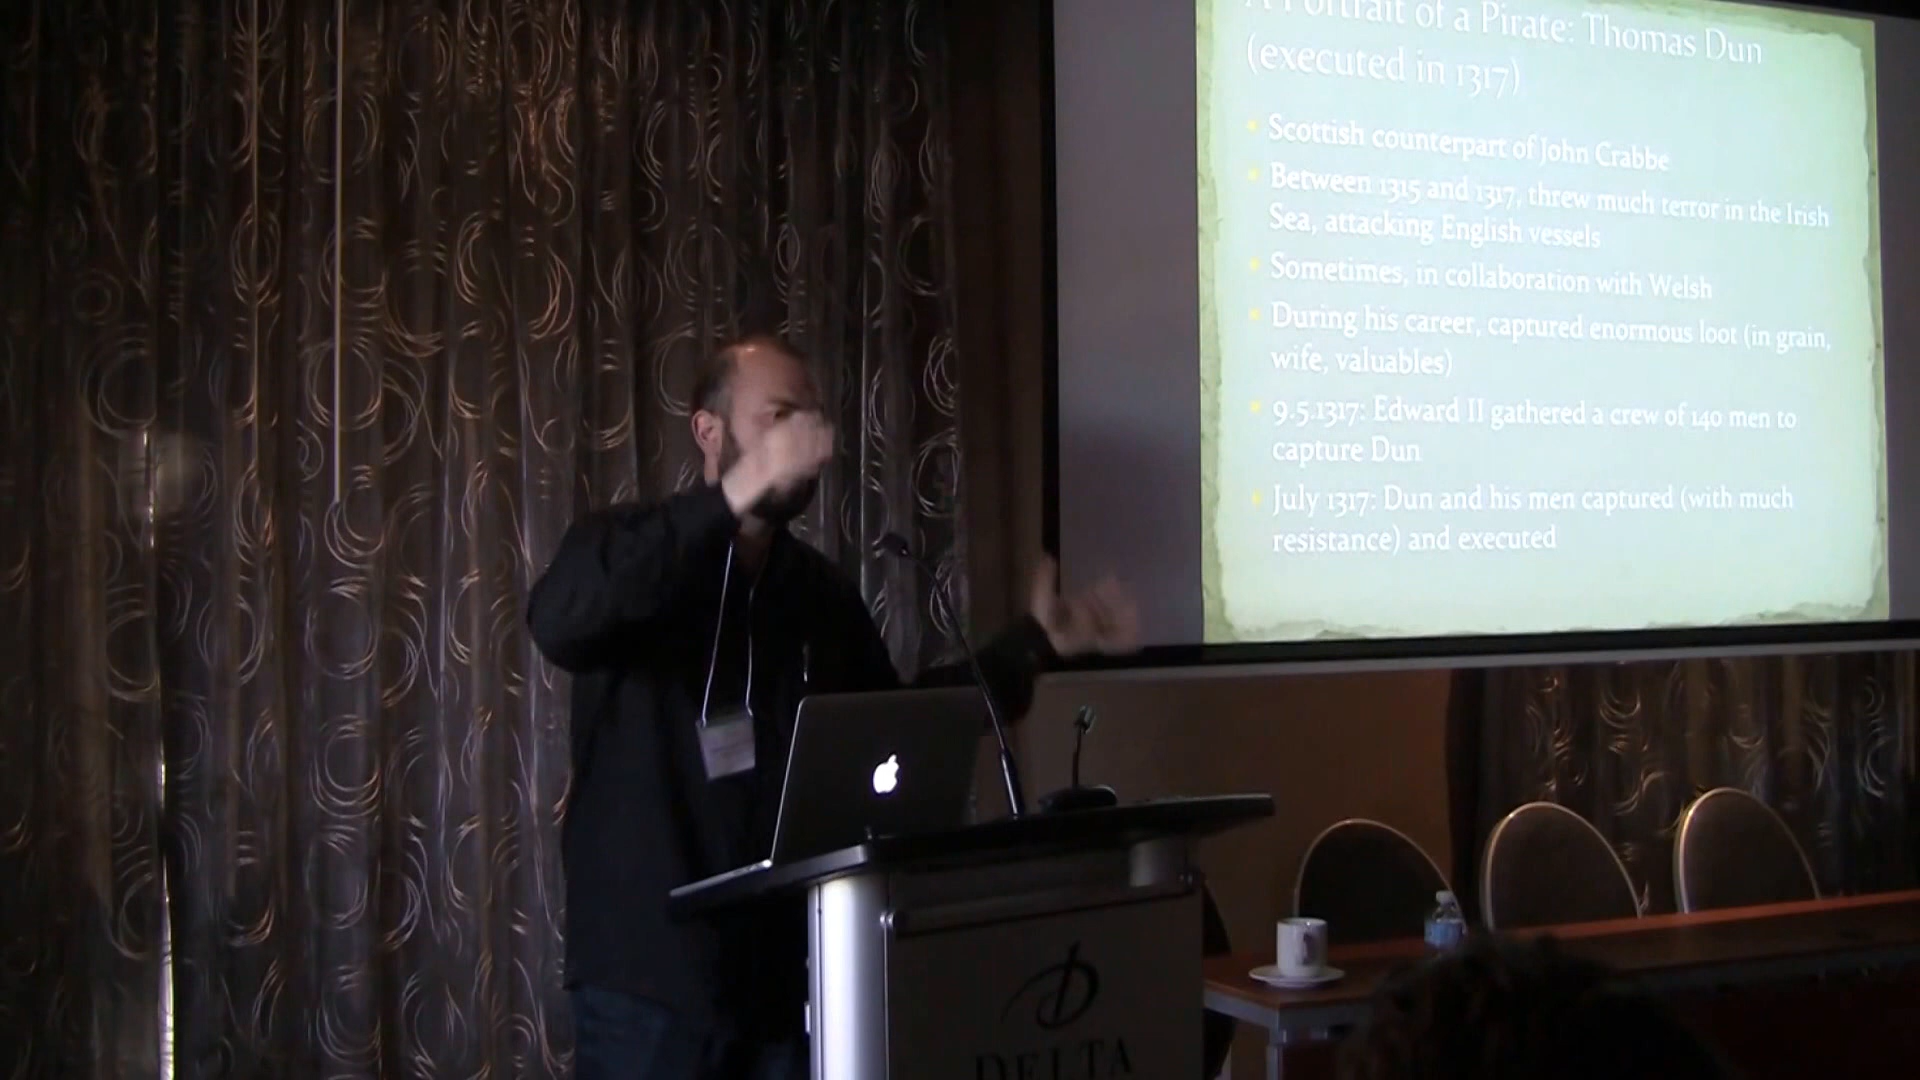 A Portrait of a Pirate: Thomas Dun
(executed in 1317)
Scottish counterpart of John Crabbe
Between 1315 and 1317, threw much terror in the Irish
Sea, attacking English vessels
Sometimes, in collaboration with Welsh
During his career, captured enormous loot (in grain,
wife, valuables)
9.5.1317: Edward II gathered a crew of 140 men to
capture Dun
July 1317: Dun and his men captured (with much
resistance) and executed
DELTA